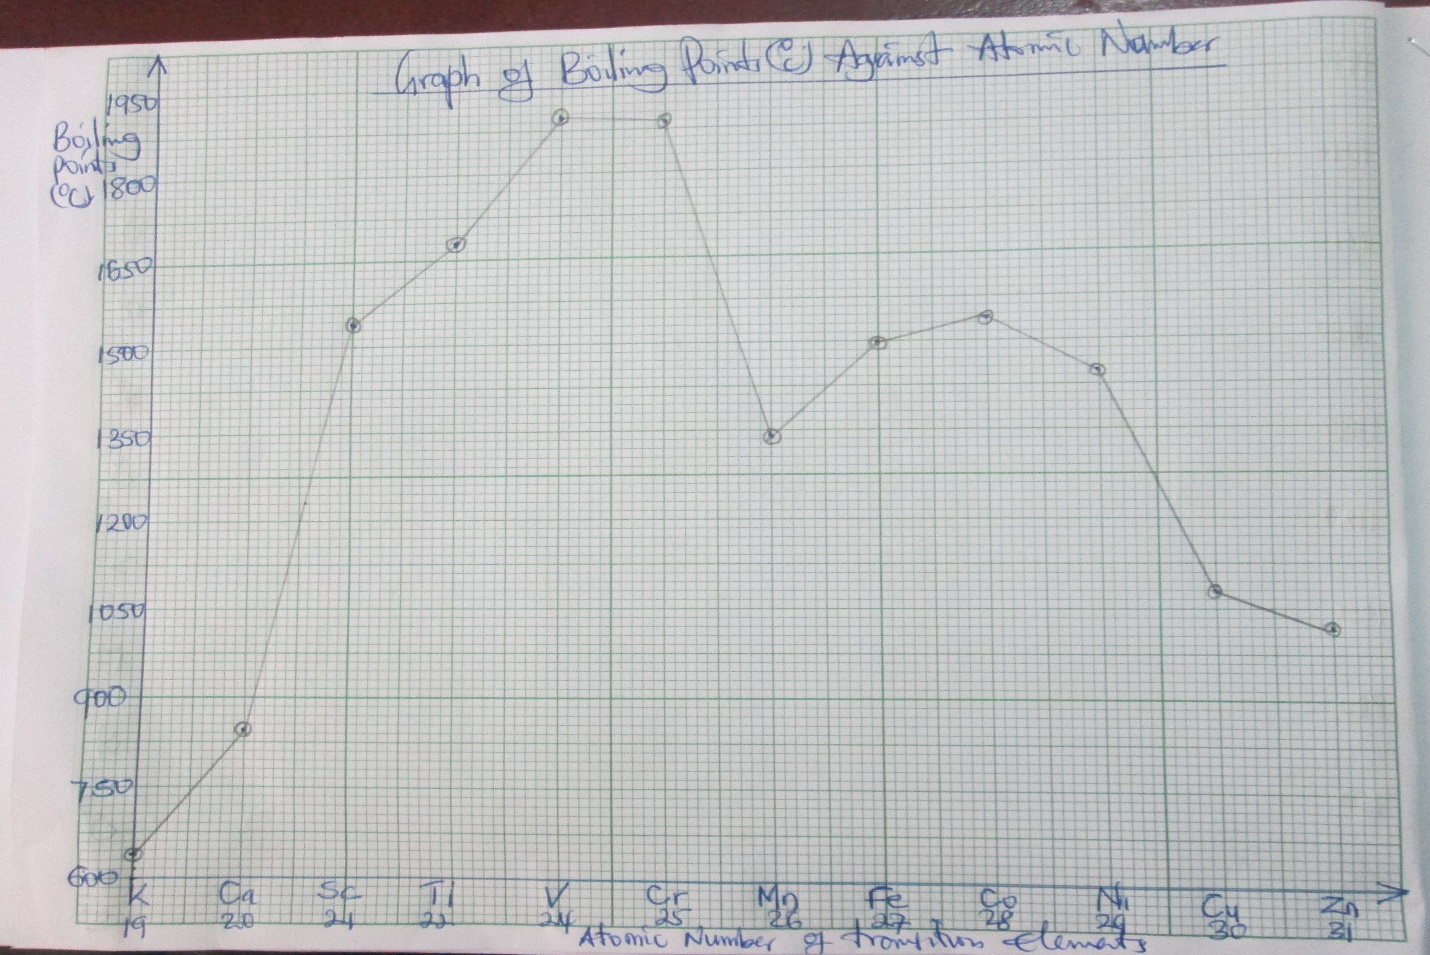 Graph of Boiling Points (°C) Against Atomic Number
1950
Boiling
points
(°C)
1800
1650
1500
1350
1200
1050
900
750
600
K Ca Sc Ti V Cr Mn Fe Co Ni Cu Zn
19 20 21 22 24 25 26 27 28 29 30 31
Atomic Number of transition Elements